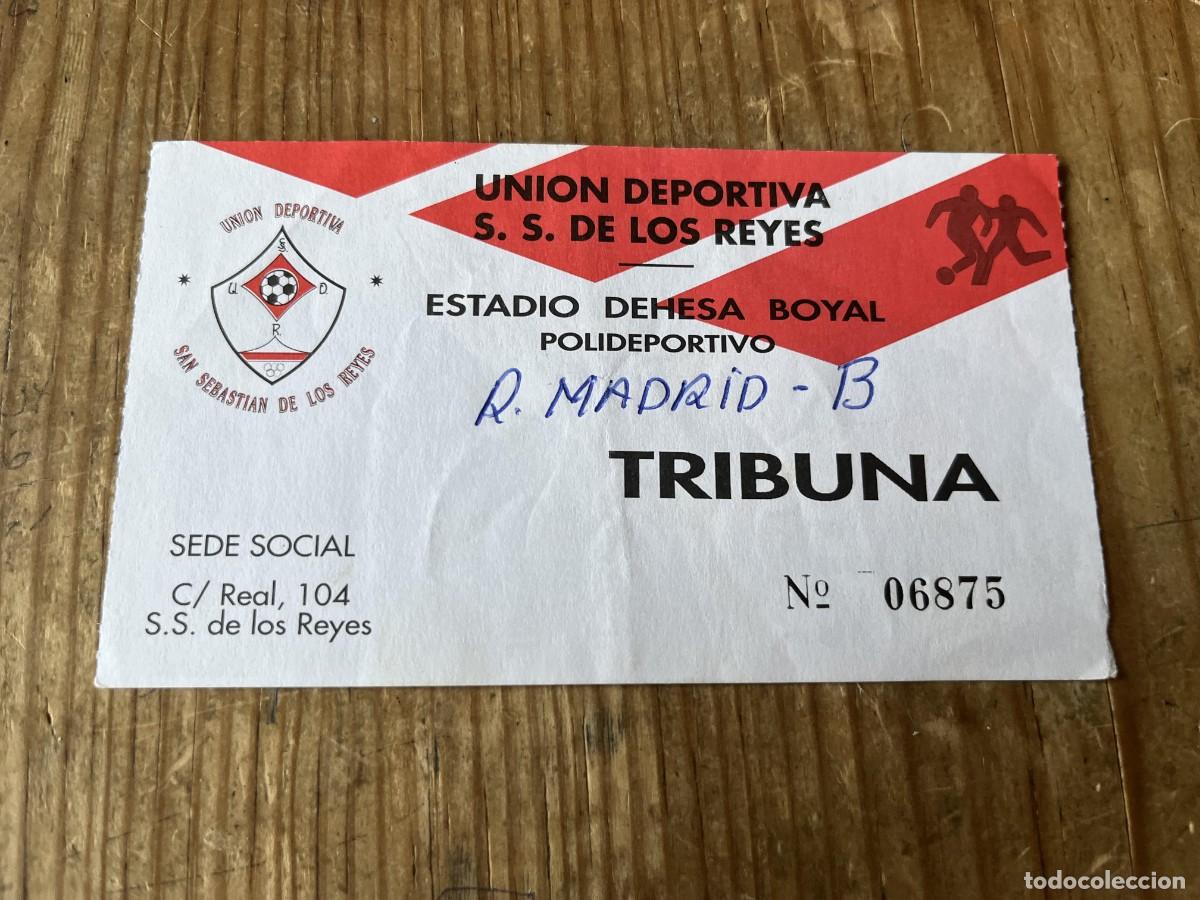 UNION DEPORTIVA
S. S. DE LOS REYES
ESTADIO DEHESA BOYAL
POLIDEPORTIVO
R. MADRID - B
TRIBUNA
Nº 06875
UNION DEPORTIVA
S.S.
U. D.
R.
SAN SEBASTIAN DE LOS REYES
SEDE SOCIAL
C/ Real, 104
S.S. de los Reyes
todocoleccion